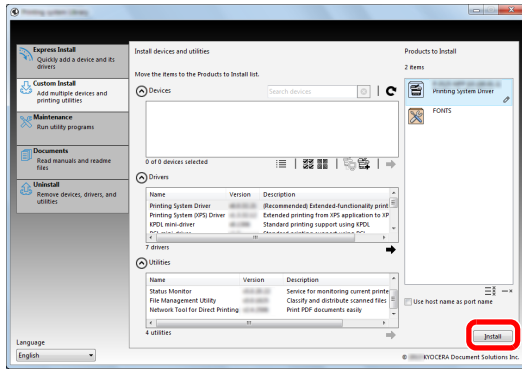 Printing system Library
Express Install
Quickly add a device and its
drivers
Custom Install
Add multiple devices and
printing utilities
Maintenance
Run utility programs
Documents
Read manuals and readme
files
Uninstall
Remove devices, drivers, and
utilities
Language
English
Install devices and utilities
Move the items to the Products to Install list.
Devices
Search devices
0 of 0 devices selected
Drivers
Name Version Description
Printing System Driver (Recommended) Extended-functionality print
Printing System (XPS) Driver Extended printing from XPS application to XP
KPDL mini-driver Standard printing support using KPDL
7 drivers
Utilities
Name Version Description
Status Monitor Service for monitoring current printe
File Management Utility Classify and distribute scanned files
Network Tool for Direct Printing Print PDF documents easily
4 utilities
Products to Install
2 items
Printing System Driver
FONTS
Use host name as port name
Install
© KYOCERA Document Solutions Inc.